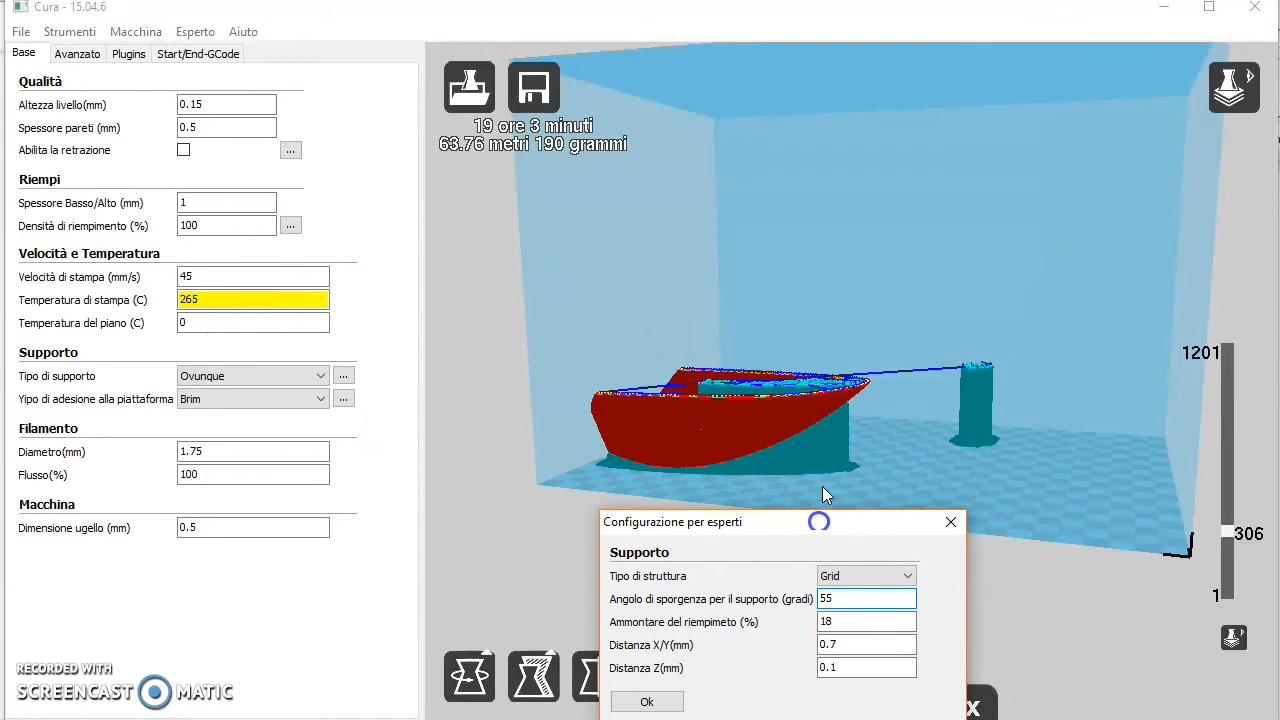 Cura - 15.04.6
File Strumenti Macchina Esperto Aiuto
Base Avanzato Plugins Start/End-GCode
Qualità
Altezza livello(mm) 0.15
Spessore pareti (mm) 0.5
Abilita la retrazione ...
Riempi
Spessore Basso/Alto (mm) 1
Densità di riempimento (%) 100 ...
Velocità e Temperatura
Velocità di stampa (mm/s) 45
Temperatura di stampa (C) 265
Temperatura del piano (C) 0
Supporto
Tipo di supporto Ovunque ...
Yipo di adesione alla piattaforma Brim ...
Filamento
Diametro(mm) 1.75
Flusso(%) 100
Macchina
Dimensione ugello (mm) 0.5
RECORDED WITH
SCREENCAST MATIC
19 ore 3 minuti
63.76 metri 190 grammi
1201
306
1
Configurazione per esperti
Supporto
Tipo di struttura Grid
Angolo di sporgenza per il supporto (gradi) 55
Ammontare del riempimeto (%) 18
Distanza X/Y(mm) 0.7
Distanza Z(mm) 0.1
Ok
X